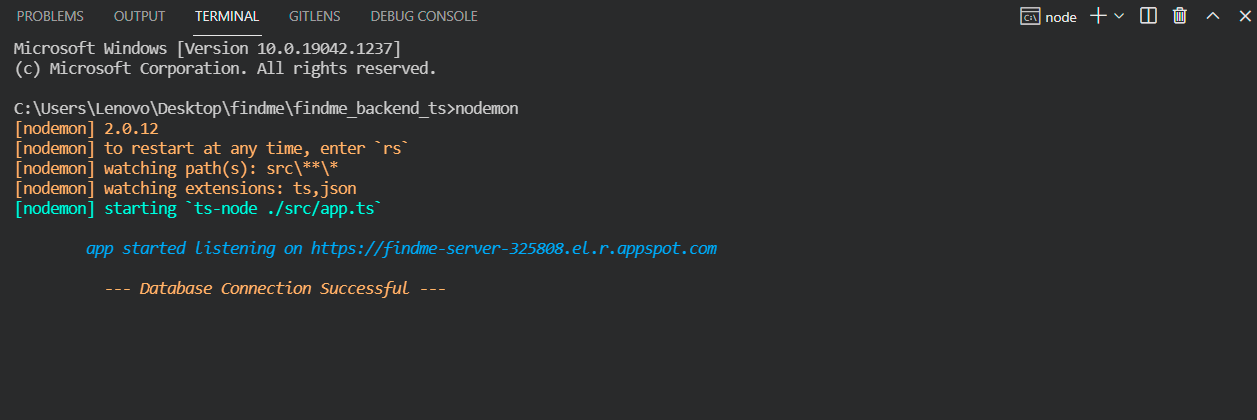 PROBLEMS OUTPUT TERMINAL GITLENS DEBUG CONSOLE node
Microsoft Windows [Version 10.0.19042.1237]
(c) Microsoft Corporation. All rights reserved.
C:\Users\Lenovo\Desktop\findme\findme_backend_ts>nodemon
[nodemon] 2.0.12
[nodemon] to restart at any time, enter `rs`
[nodemon] watching path(s): src\**\*
[nodemon] watching extensions: ts,json
[nodemon] starting `ts-node ./src/app.ts`
app started listening on https://findme-server-325808.el.r.appspot.com
--- Database Connection Successful ---